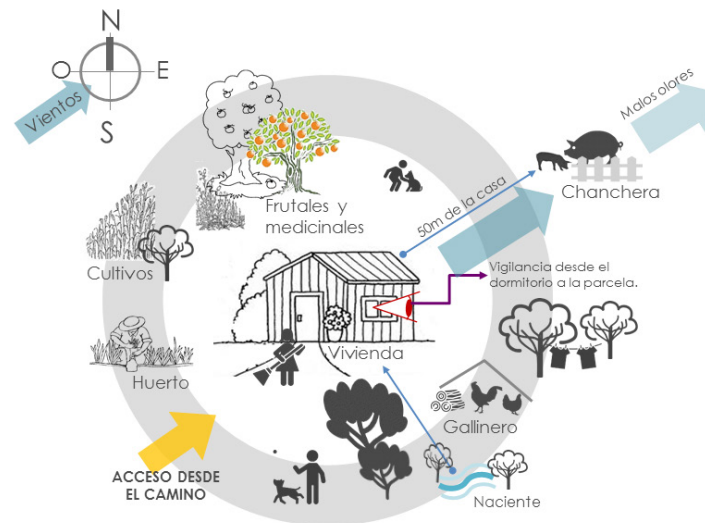 N
O
E
S
Vientos
Malos olores
Chanchera
50m de la casa
Frutales y
medicinales
Cultivos
Vigilancia desde el
dormitorio a la parcela.
Vivienda
Huerto
Gallinero
ACCESO DESDE
EL CAMINO
Naciente